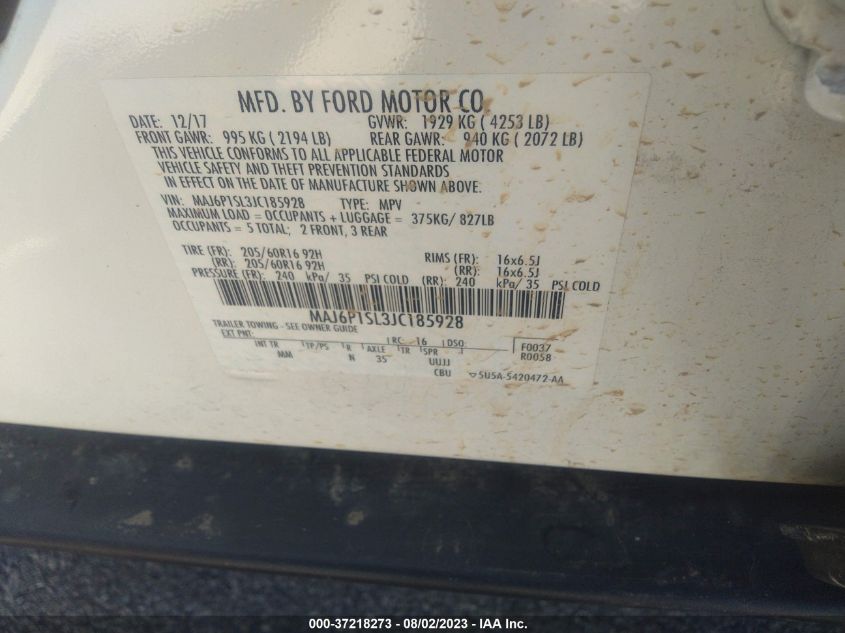 MFD. BY FORD MOTOR CO.
DATE: 12/17 GVWR: 1929 KG ( 4253 LB)
FRONT GAWR: 995 KG ( 2194 LB) REAR GAWR: 940 KG ( 2072 LB)
THIS VEHICLE CONFORMS TO ALL APPLICABLE FEDERAL MOTOR
VEHICLE SAFETY AND THEFT PREVENTION STANDARDS
IN EFFECT ON THE DATE OF MANUFACTURE SHOWN ABOVE.
VIN: MAJ6P1SL3JC185928 TYPE: MPV
MAXIMUM LOAD = OCCUPANTS + LUGGAGE = 375KG/ 827LB
OCCUPANTS = 5 TOTAL; 2 FRONT, 3 REAR
TIRE (FR): 205/60R16 92H RIMS (FR): 16x6.5J
(RR): 205/60R16 92H (RR): 16x6.5J
PRESSURE (FR): 240 kPa/ 35 PSI COLD (RR): 240 kPa/ 35 PSI COLD
MAJ6P1SL3JC185928
TRAILER TOWING - SEE OWNER GUIDE
EXT PNT: RC: 16 DSO: F0037
INT TR TP/PS R AXLE TR SPR R0058
MM N 35 UUJJ
CBU 5U5A-5420472-AA
000-37218273 - 08/02/2023 - IAA Inc.